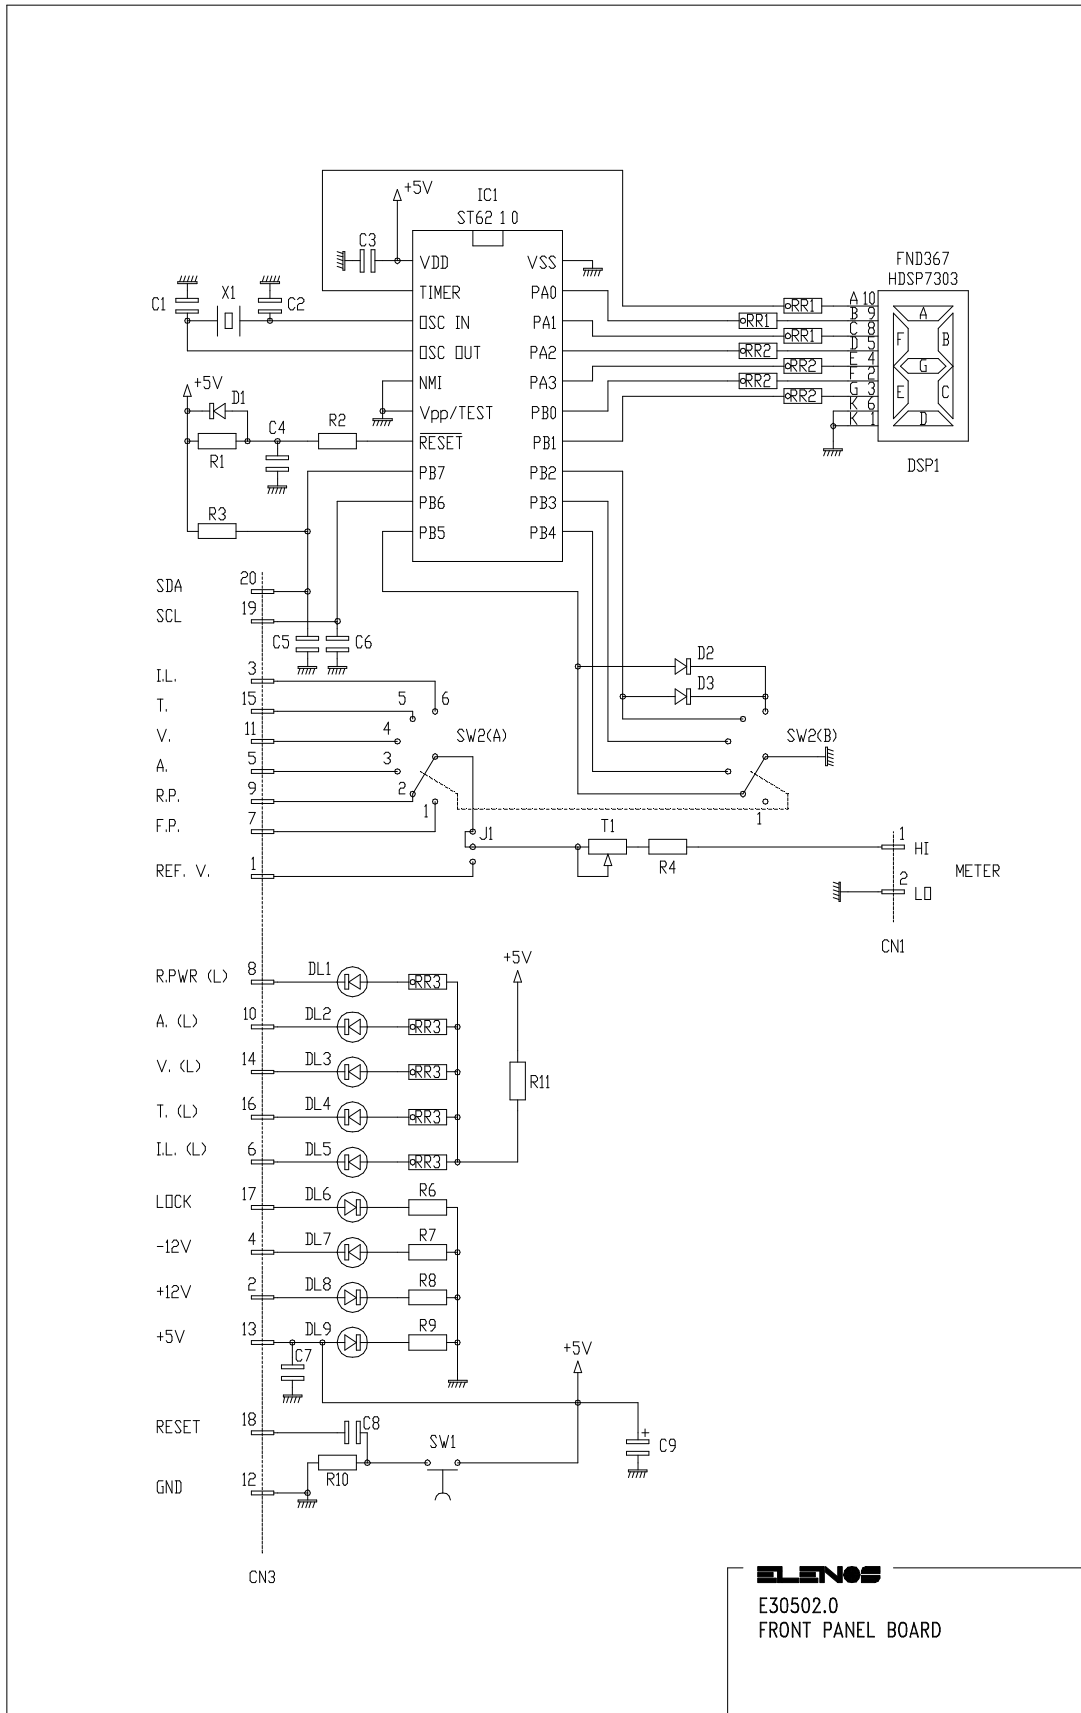 +5V
IC1
ST62 1 0
C3
VDD
VSS
TIMER
PA0
OSC IN
PA1
OSC OUT
PA2
NMI
PA3
Vpp/TEST
PB0
RESET
PB1
PB7
PB2
PB6
PB3
PB5
PB4
C1
X1
C2
+5V
D1
C4
R2
R1
R3
FND367
HDSP7303
RR1
RR1
RR1
RR2
RR2
RR2
RR2
A 10
B 9
C 8
D 5
E 4
F 2
G 3
K 6
K 1
A
F
B
G
E
C
D
DSP1
SDA 20
SCL 19
C5
C6
I.L. 3
T. 15
V. 11
A. 5
R.P. 9
F.P. 7
REF. V. 1
5
6
4
3
2
1
SW2(A)
D2
D3
SW2(B)
1
J1
T1
R4
1
HI
2
LO
METER
CN1
R.PWR (L) 8 DL1 RR3
A. (L) 10 DL2 RR3
V. (L) 14 DL3 RR3
T. (L) 16 DL4 RR3
I.L. (L) 6 DL5 RR3
+5V
R11
LOCK 17 DL6 R6
-12V 4 DL7 R7
+12V 2 DL8 R8
+5V 13 DL9 R9
C7
+5V
RESET 18
C8
SW1
+
C9
R10
GND 12
CN3
ELENOS
E30502.0
FRONT PANEL BOARD